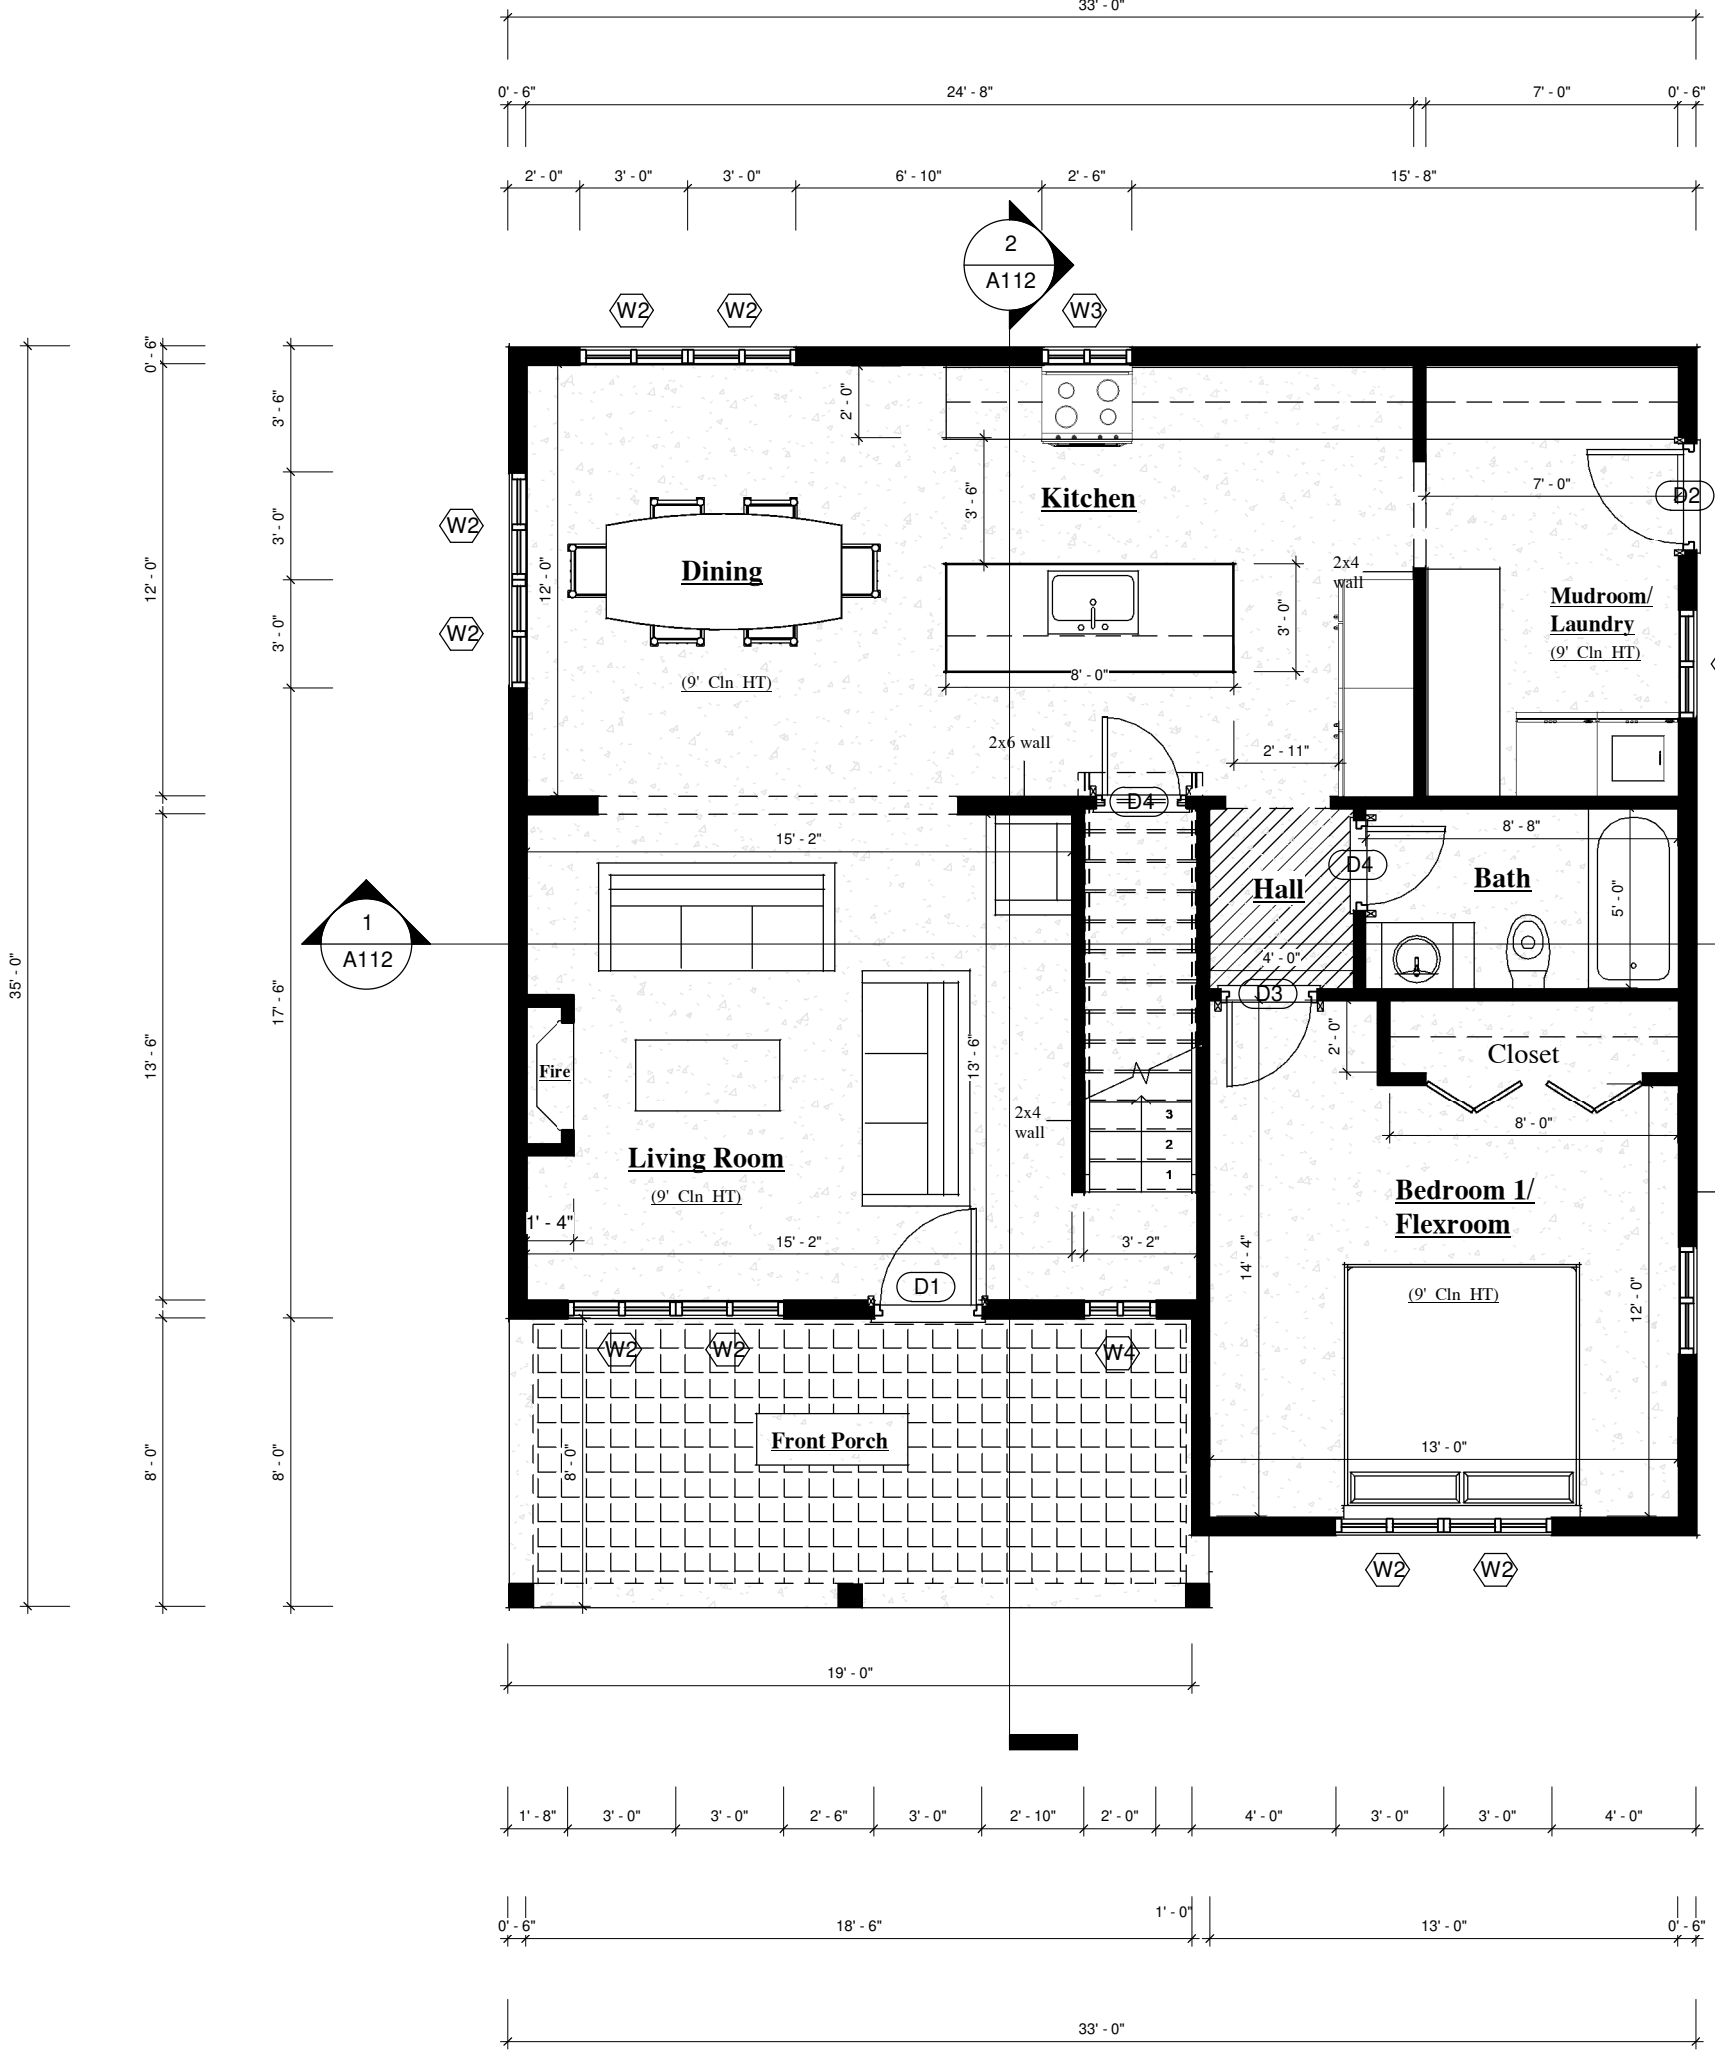 33' - 0"
0' - 6" 24' - 8" 7' - 0" 0' - 6"
2' - 0" 3' - 0" 3' - 0" 6' - 10" 2' - 6" 15' - 8"
2
A112
W2 W2 W3
0' - 6"
3' - 6"
2' - 0"
3' - 6"
Kitchen
7' - 0"
D2
W2
3' - 0"
12' - 0"
12' - 0"
Dining
2x4
wall
Mudroom/
Laundry
(9' Cln HT)
W2
3' - 0"
3' - 0"
(9' Cln HT)
8' - 0"
2x6 wall
2' - 11"
D4
15' - 2"
8' - 8"
D4
Hall
Bath
5' - 0"
1
A112
4' - 0"
35' - 0"
17' - 6"
D3
2' - 0"
13' - 6"
13' - 6"
Fire
Closet
2x4
wall
3
2
1
8' - 0"
Living Room
(9' Cln HT)
Bedroom 1/
Flexroom
1' - 4"
15' - 2"
3' - 2"
14' - 4"
D1
(9' Cln HT)
12' - 0"
W2 W2 W4
Front Porch
8' - 0"
8' - 0"
8' - 0"
13' - 0"
W2 W2
19' - 0"
1' - 8" 3' - 0" 3' - 0" 2' - 6" 3' - 0" 2' - 10" 2' - 0" 4' - 0" 3' - 0" 3' - 0" 4' - 0"
0' - 6" 18' - 6" 1' - 0" 13' - 0" 0' - 6"
33' - 0"